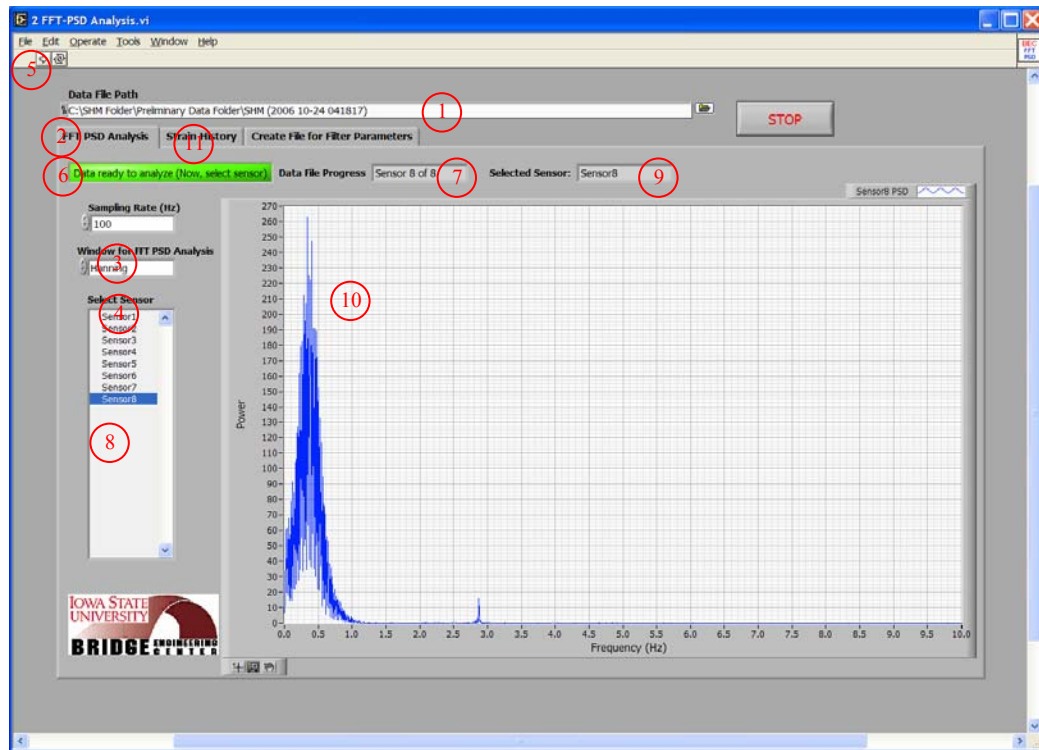 2 FFT-PSD Analysis.vi
File Edit Operate Tools Window Help
BEC
FFT
PSD
5
Data File Path
C:\SHM Folder\Preliminary Data Folder\SHM (2006 10-24 041817)
1
STOP
2
FFT PSD Analysis
Strain History
11
Create File for Filter Parameters
6
Data ready to analyze (Now, select sensor)
Data File Progress
Sensor 8 of 8
7
Selected Sensor:
Sensor8
9
Sensor8 PSD
Sampling Rate (Hz)
100
Window for FFT PSD Analysis
3
Hanning
Select Sensor
4
Sensor1
Sensor2
Sensor3
Sensor4
Sensor5
Sensor6
Sensor7
Sensor8
8
10
Power
270
260
250
240
230
220
210
200
190
180
170
160
150
140
130
120
110
100
90
80
70
60
50
40
30
20
10
0
0.0 0.5 1.0 1.5 2.0 2.5 3.0 3.5 4.0 4.5 5.0 5.5 6.0 6.5 7.0 7.5 8.0 8.5 9.0 9.5 10.0
Frequency (Hz)
IOWA STATE
UNIVERSITY
BRIDGE ENGINEERING
CENTER